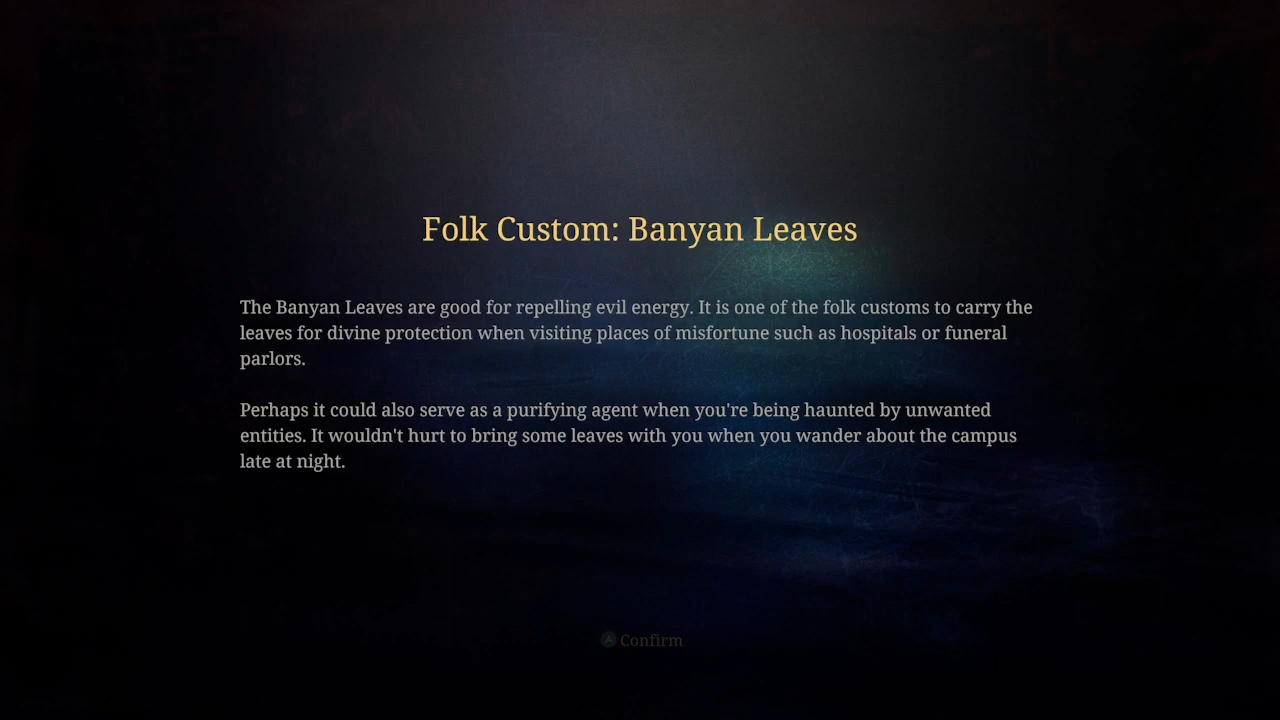 Folk Custom: Banyan Leaves
The Banyan Leaves are good for repelling evil energy. It is one of the folk customs to carry the
leaves for divine protection when visiting places of misfortune such as hospitals or funeral
parlors.
Perhaps it could also serve as a purifying agent when you're being haunted by unwanted
entities. It wouldn't hurt to bring some leaves with you when you wander about the campus
late at night.
A Confirm